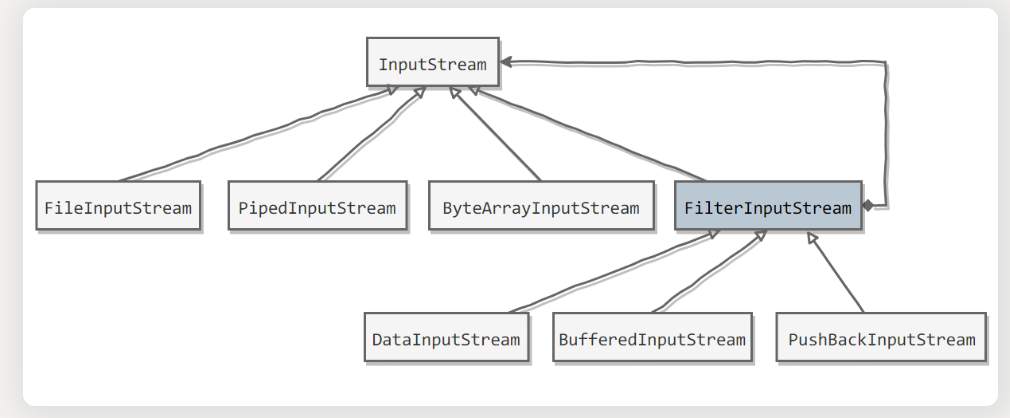 InputStream
FileInputStream
PipedInputStream
ByteArrayInputStream
FilterInputStream
DataInputStream
BufferedInputStream
PushBackInputStream